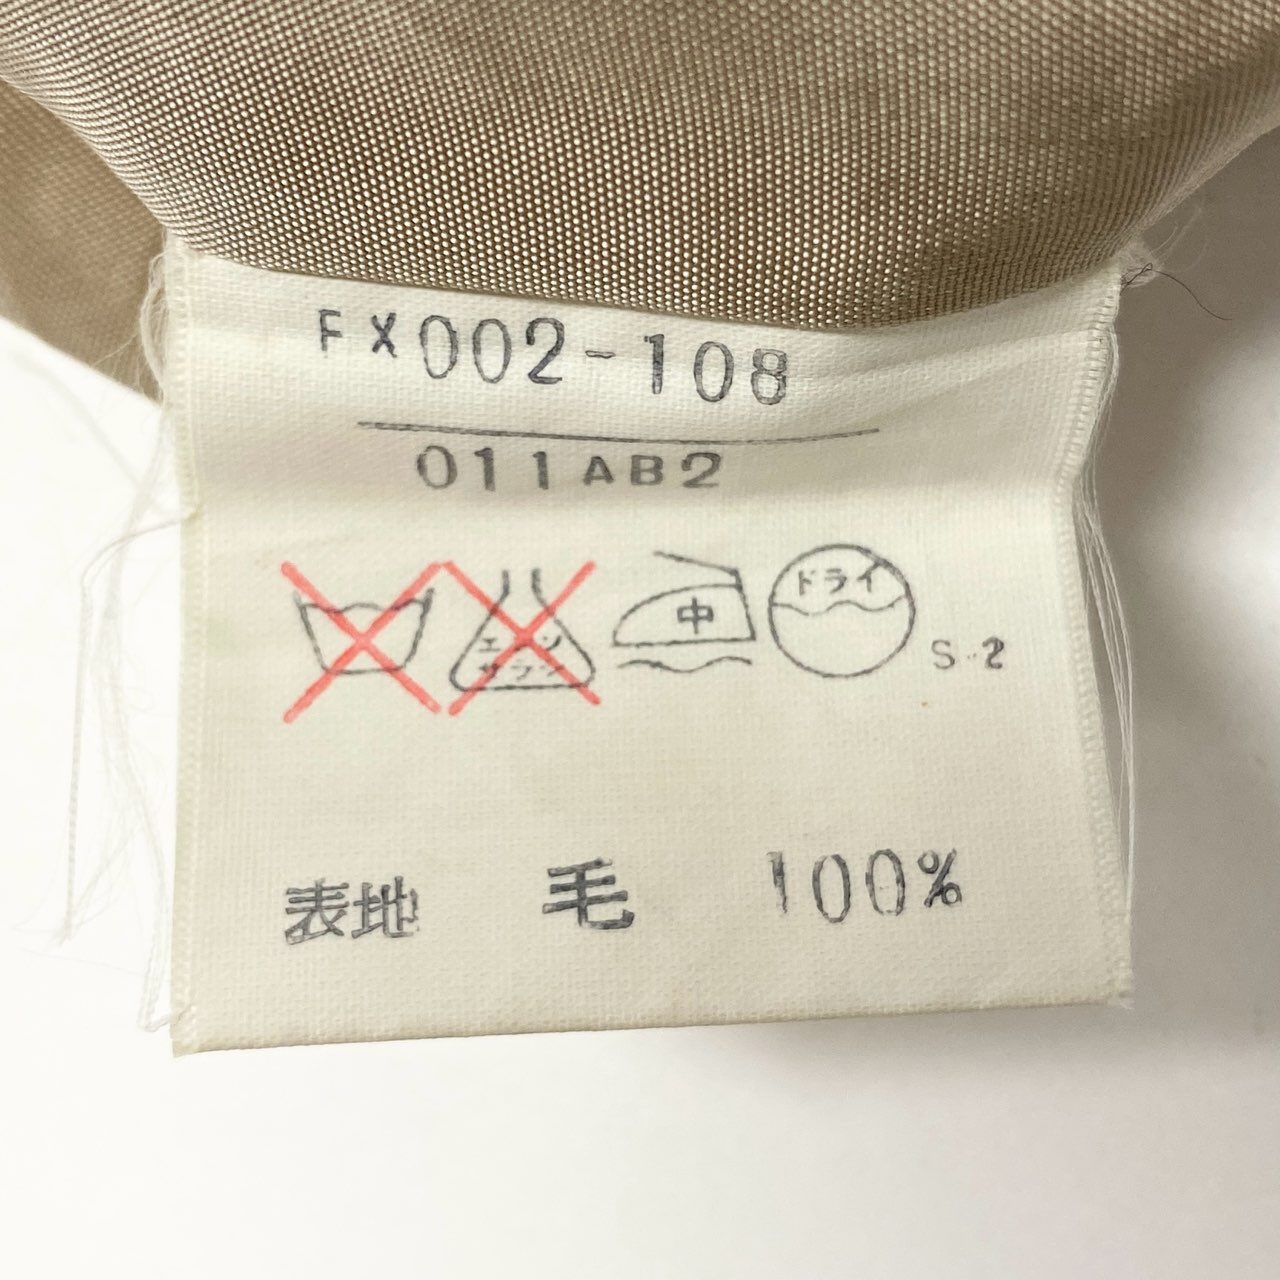 FX002-108
011AB2
エンソ
サラシ
中
ドライ
S-2
表地 毛 100%